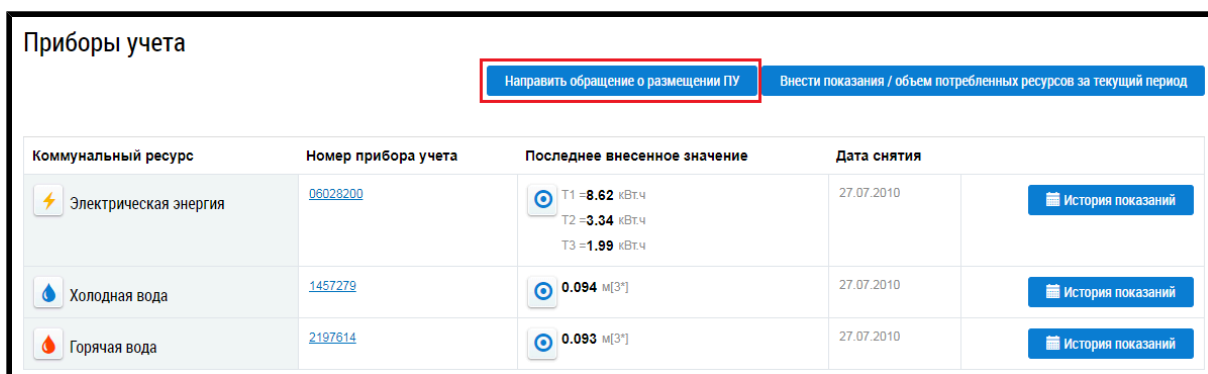 Приборы учета
Направить обращение о размещении ПУ
Внести показания / объем потребленных ресурсов за текущий период
Коммунальный ресурс Номер прибора учета Последнее внесенное значение Дата снятия
Электрическая энергия 06028200 T1 =8.62 кВт.ч 27.07.2010 История показаний
T2 =3.34 кВт.ч
T3 =1.99 кВт.ч
Холодная вода 1457279 0.094 м[3*] 27.07.2010 История показаний
Горячая вода 2197614 0.093 м[3*] 27.07.2010 История показаний